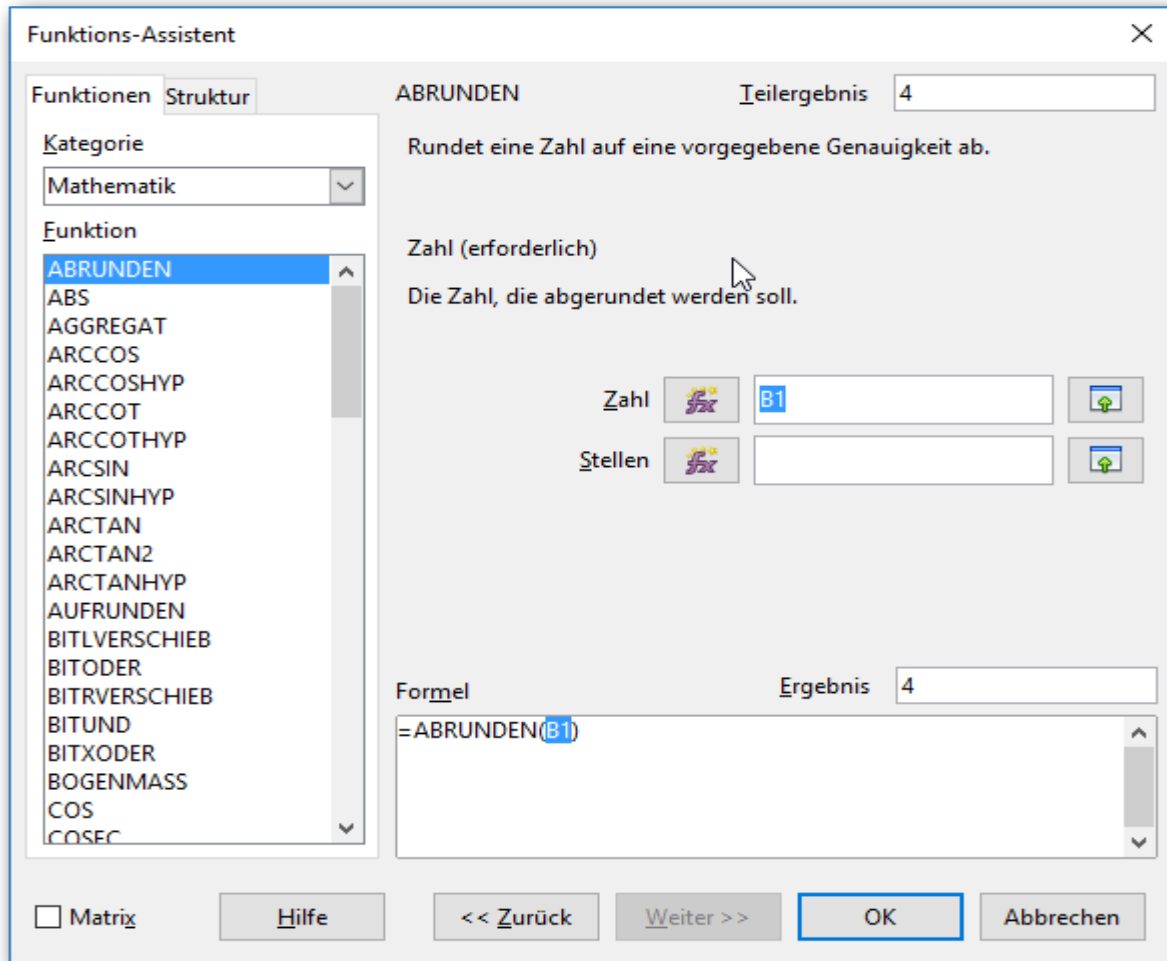 Funktions-Assistent
Funktionen Struktur
Kategorie
Mathematik
Funktion
ABRUNDEN
ABS
AGGREGAT
ARCCOS
ARCCOSHYP
ARCCOT
ARCCOTHYP
ARCSIN
ARCSINHYP
ARCTAN
ARCTAN2
ARCTANHYP
AUFRUNDEN
BITLVERSCHIEB
BITODER
BITRVERSCHIEB
BITUND
BITXODER
BOGENMASS
COS
COSEC
ABRUNDEN Teilergebnis 4
Rundet eine Zahl auf eine vorgegebene Genauigkeit ab.
Zahl (erforderlich)
Die Zahl, die abgerundet werden soll.
Zahl fx B1
Stellen fx
Formel Ergebnis 4
=ABRUNDEN(B1)
Matrix Hilfe << Zurück Weiter >> OK Abbrechen